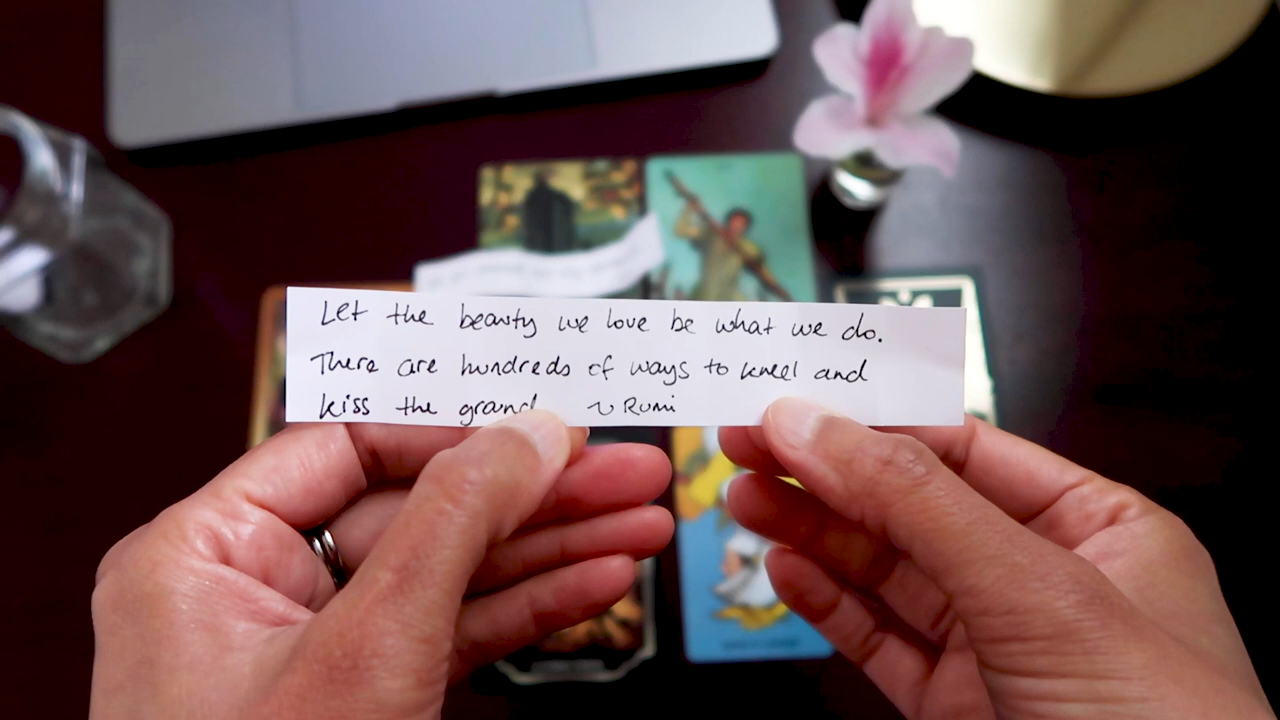 Let the beauty we love be what we do.
There are hundreds of ways to kneel and
kiss the ground ~ Rumi